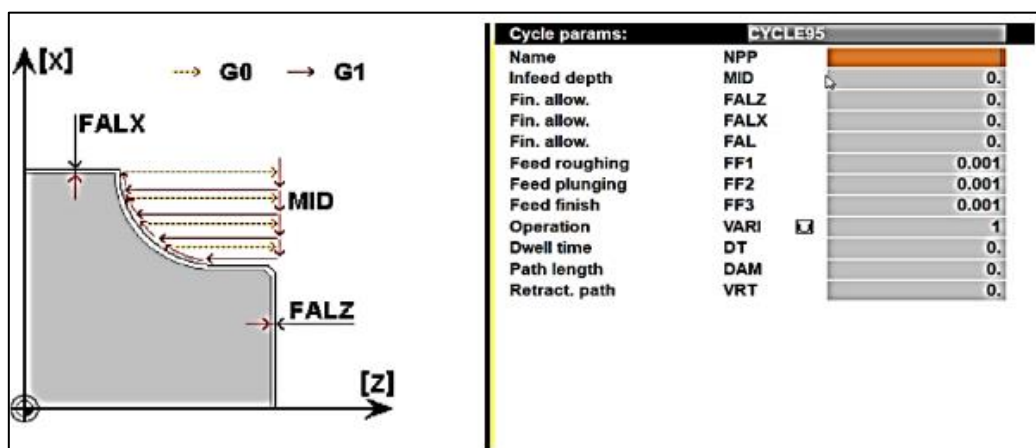 [X]
G0 G1
FALX
MID
FALZ
[Z]
Cycle params: CYCLE95
Name NPP
Infeed depth MID 0.
Fin. allow. FALZ 0.
Fin. allow. FALX 0.
Fin. allow. FAL 0.
Feed roughing FF1 0.001
Feed plunging FF2 0.001
Feed finish FF3 0.001
Operation VARI 1
Dwell time DT 0.
Path length DAM 0.
Retract. path VRT 0.